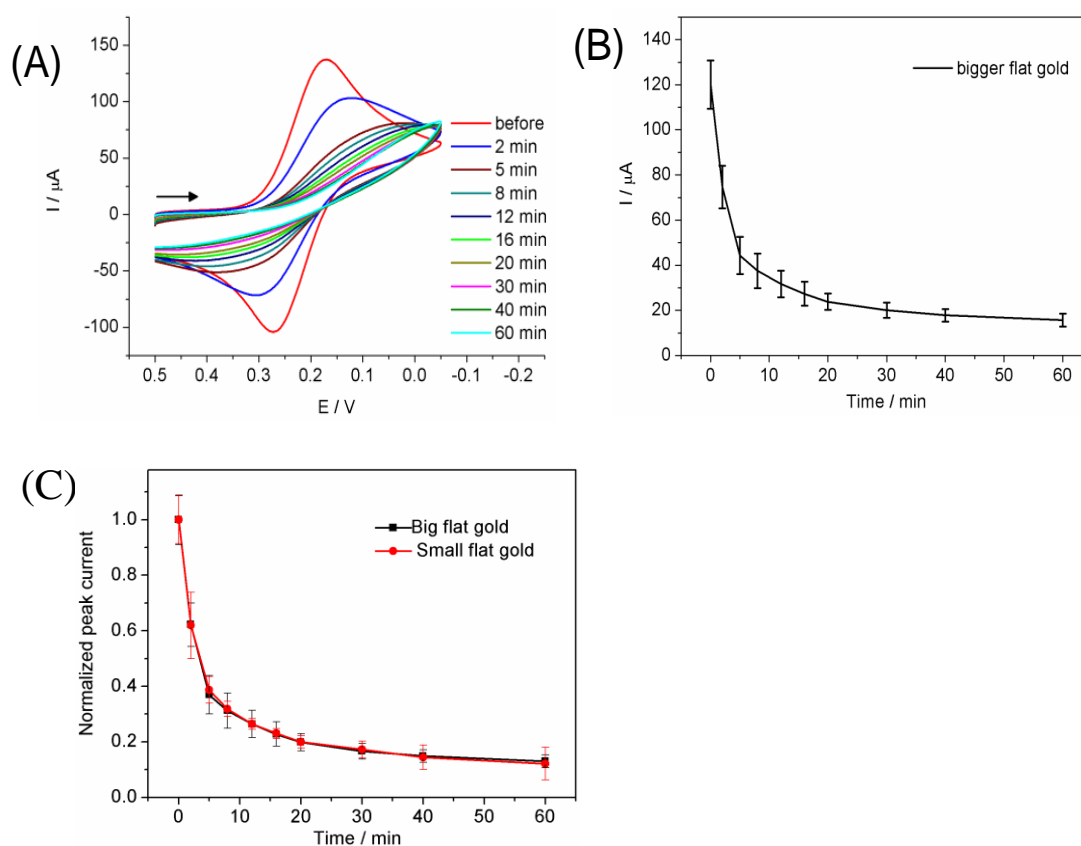 (A)
150
100
50
0
-50
-100
I / µA
0.5 0.4 0.3 0.2 0.1 0.0 -0.1 -0.2
E / V
before
2 min
5 min
8 min
12 min
16 min
20 min
30 min
40 min
60 min
(B)
140
120
100
80
60
40
20
0
I / µA
0 10 20 30 40 50 60
Time / min
bigger flat gold
(C)
1.0
0.8
0.6
0.4
0.2
0.0
Normalized peak current
0 10 20 30 40 50 60
Time / min
Big flat gold
Small flat gold